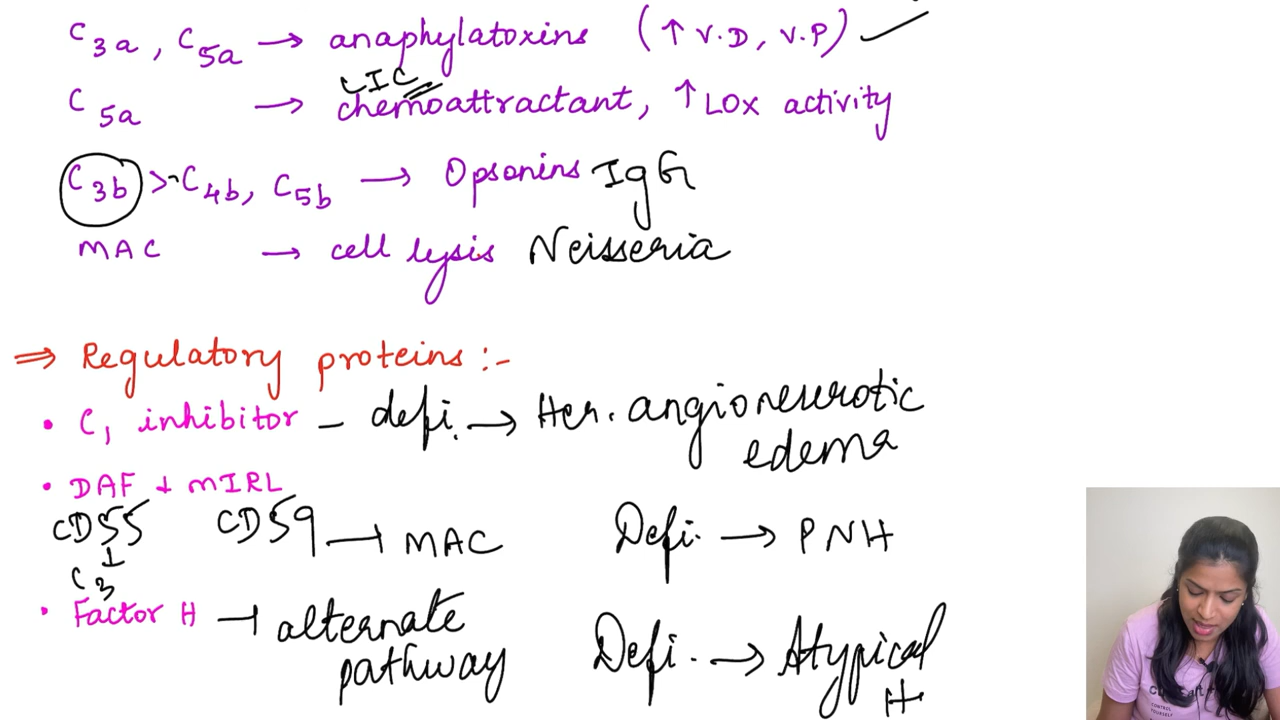 C3a, C5a → anaphylatoxins (↑ V.D, V.P) ✓
CIC
C5a → chemoattractant, ↑ LOX activity
C3b > C4b, C5b → Opsonins IgG
MAC → cell lysis Neisseria
⇒ Regulatory proteins :-
• C1 inhibitor – defi. → Her. angioneurotic
edema
• DAF + MIRL
CD55 CD59 ⊣ MAC Defi. → PNH
⊥
C3
• Factor H ⊣ alternate
pathway Defi. → Atypical
H
CONTROL
YOURSELF